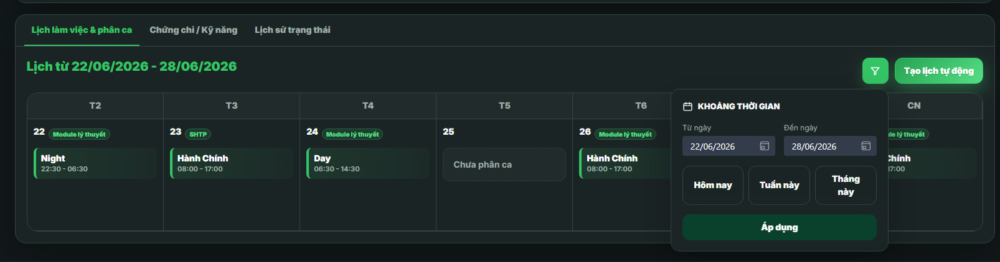 Lịch làm việc & phân ca
Chứng chỉ / Kỹ năng
Lịch sử trạng thái
Lịch từ 22/06/2026 - 28/06/2026
Tạo lịch tự động
T2
T3
T4
T5
T6
CN
22 Module lý thuyết
Night
22:30 - 06:30
23 SHTP
Hành Chính
08:00 - 17:00
24 Module lý thuyết
Day
06:30 - 14:30
25
Chưa phân ca
26 Module lý thuyết
Hành Chính
08:00 - 17:00
lý thuyết
Chính
17:00
KHOẢNG THỜI GIAN
Từ ngày
Đến ngày
22/06/2026
28/06/2026
Hôm nay
Tuần này
Tháng
này
Áp dụng